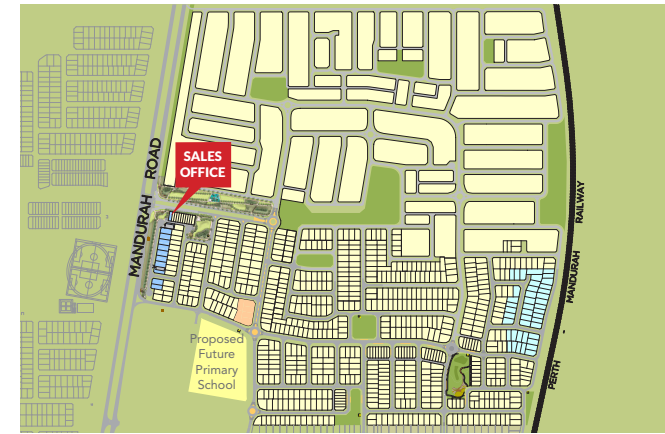 SALES
OFFICE
MANDURAH ROAD
Proposed
Future
Primary
School
PERTH MANDURAH RAILWAY